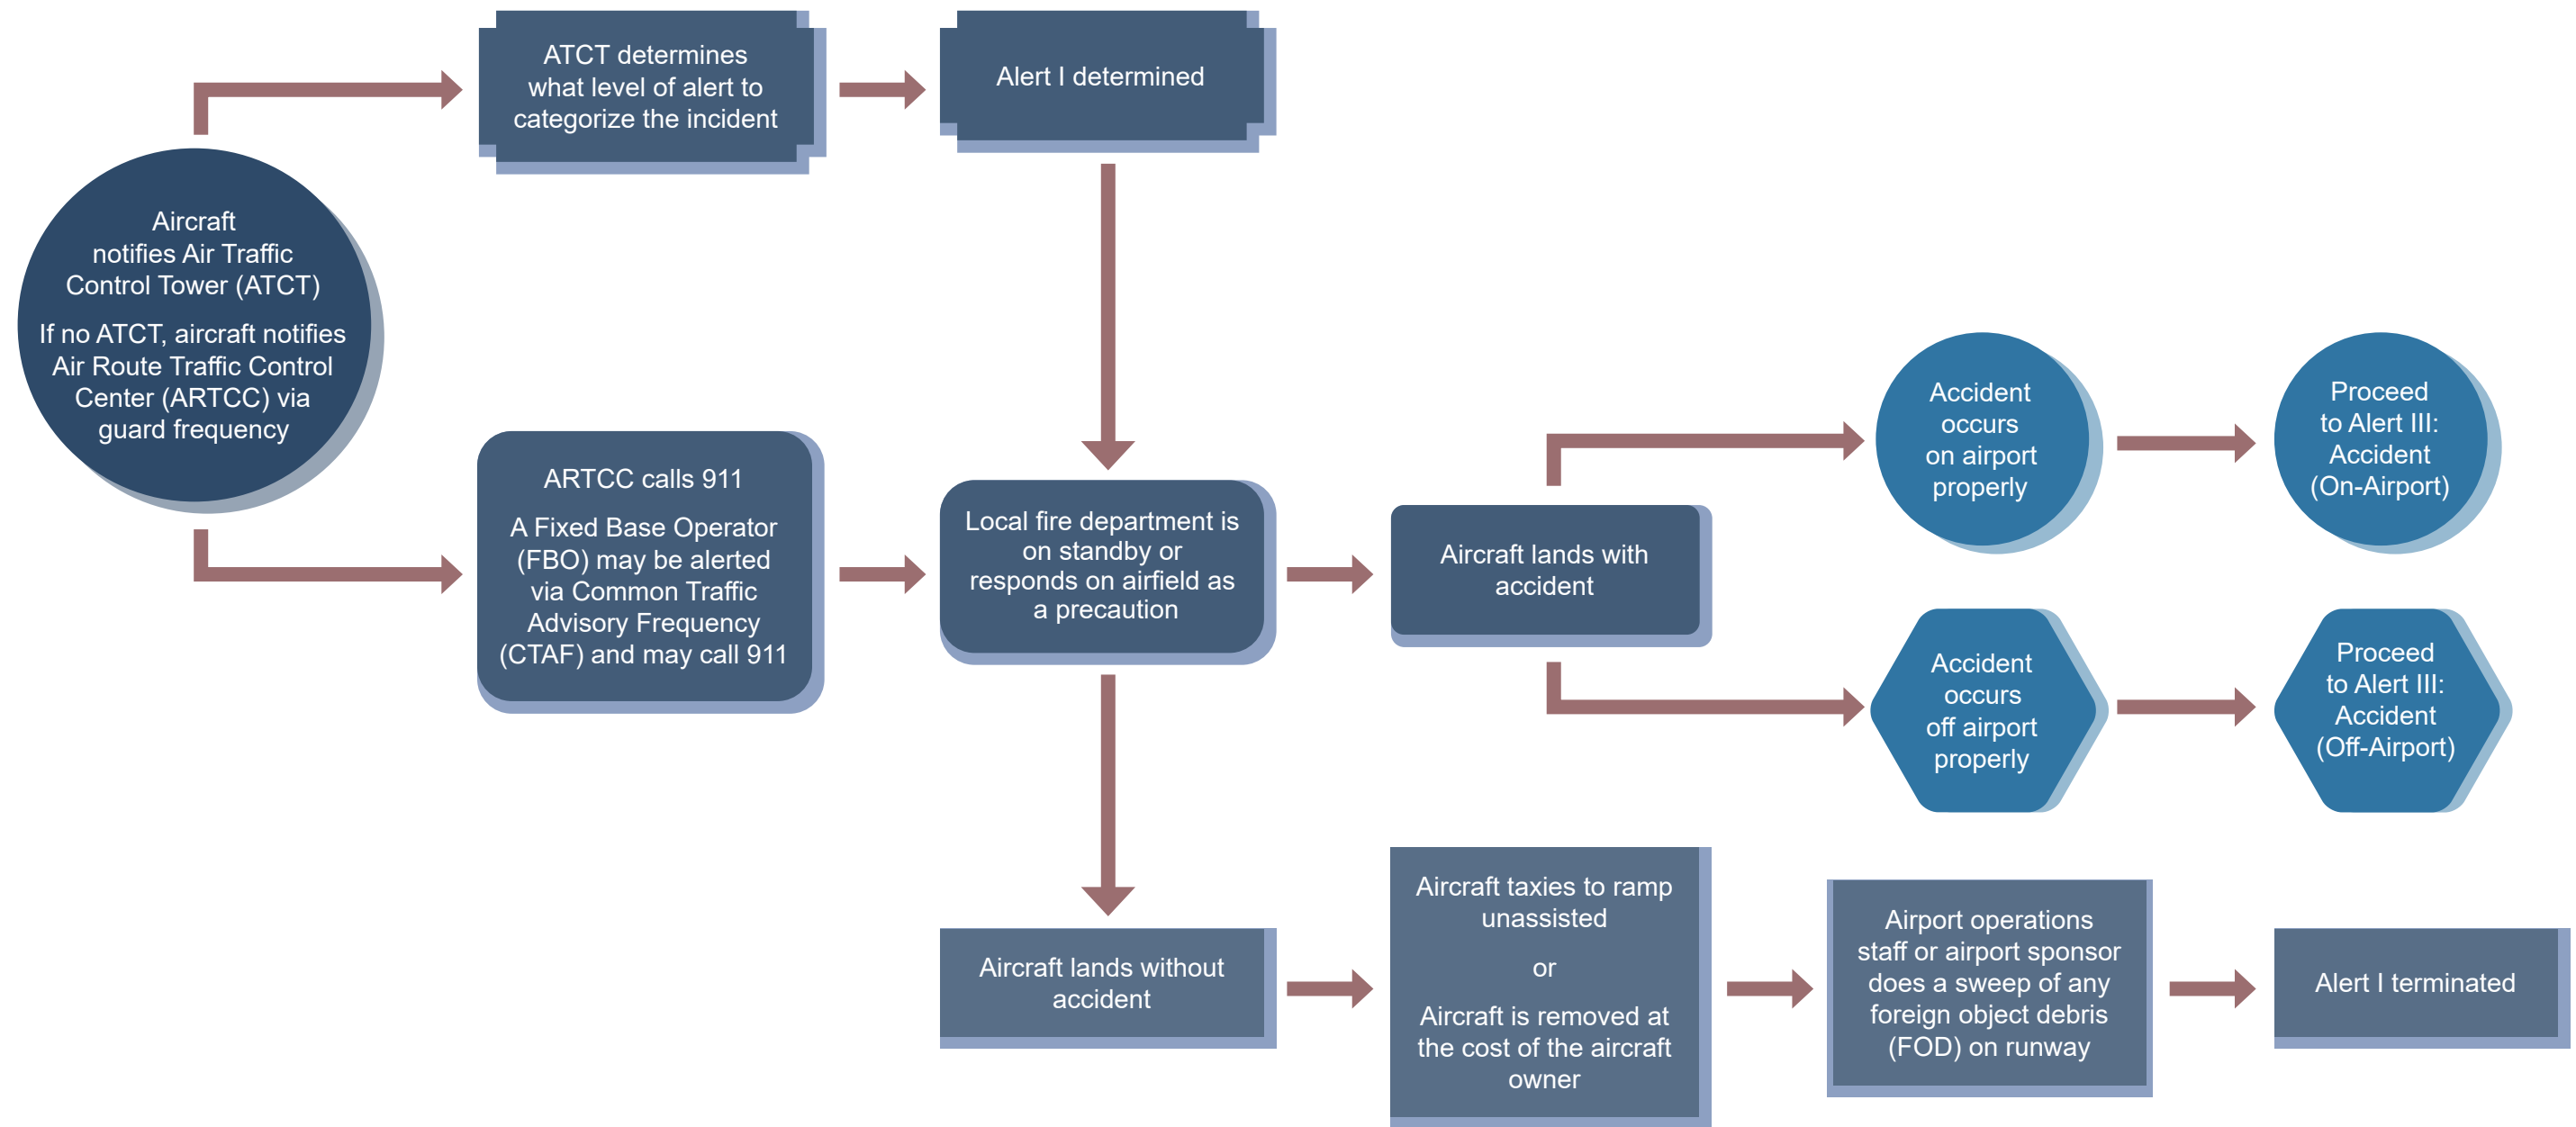 ATCT determines
what level of alert to
categorize the incident
Alert I determined
Aircraft
notifies Air Traffic
Control Tower (ATCT)
If no ATCT, aircraft notifies
Air Route Traffic Control
Center (ARTCC) via
guard frequency
ARTCC calls 911
A Fixed Base Operator
(FBO) may be alerted
via Common Traffic
Advisory Frequency
(CTAF) and may call 911
Local fire department is
on standby or
responds on airfield as
a precaution
Aircraft lands with
accident
Accident
occurs
on airport
properly
Proceed
to Alert III:
Accident
(On-Airport)
Accident
occurs
off airport
properly
Proceed
to Alert III:
Accident
(Off-Airport)
Aircraft lands without
accident
Aircraft taxies to ramp
unassisted
or
Aircraft is removed at
the cost of the aircraft
owner
Airport operations
staff or airport sponsor
does a sweep of any
foreign object debris
(FOD) on runway
Alert I terminated